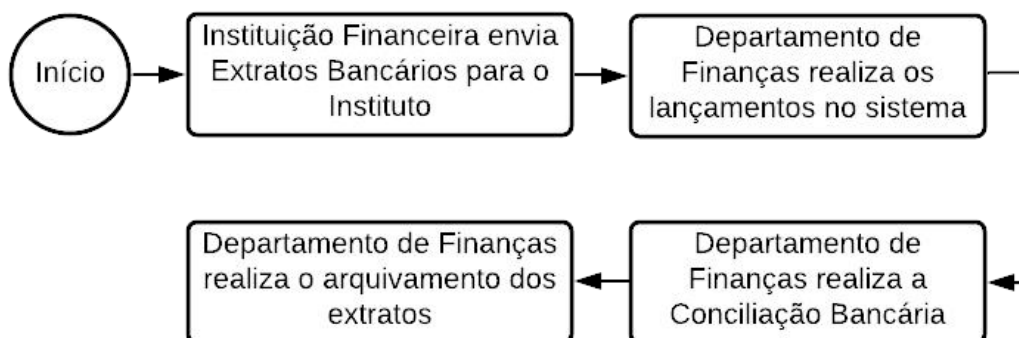 Início
Instituição Financeira envia
Extratos Bancários para o
Instituto
Departamento de
Finanças realiza os
lançamentos no sistema
Departamento de
Finanças realiza a
Conciliação Bancária
Departamento de Finanças
realiza o arquivamento dos
extratos